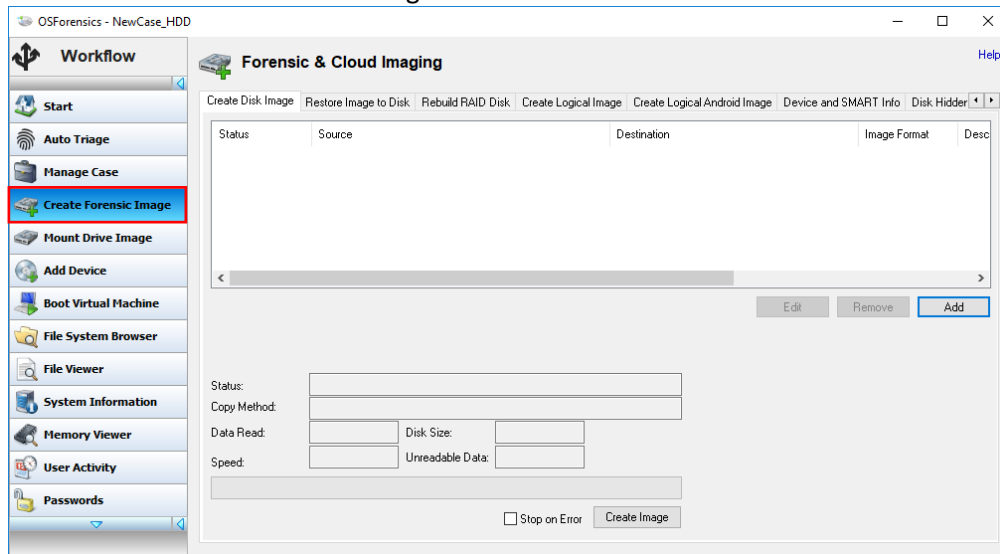 OSForensics - NewCase_HDD
Workflow
Forensic & Cloud Imaging
Help
Start
Auto Triage
Manage Case
Create Forensic Image
Mount Drive Image
Add Device
Boot Virtual Machine
File System Browser
File Viewer
System Information
Memory Viewer
User Activity
Passwords
Create Disk Image Restore Image to Disk Rebuild RAID Disk Create Logical Image Create Logical Android Image Device and SMART Info Disk Hidder
Status Source Destination Image Format Desc
Edit Remove Add
Status:
Copy Method:
Data Read: Disk Size:
Speed: Unreadable Data:
Stop on Error Create Image